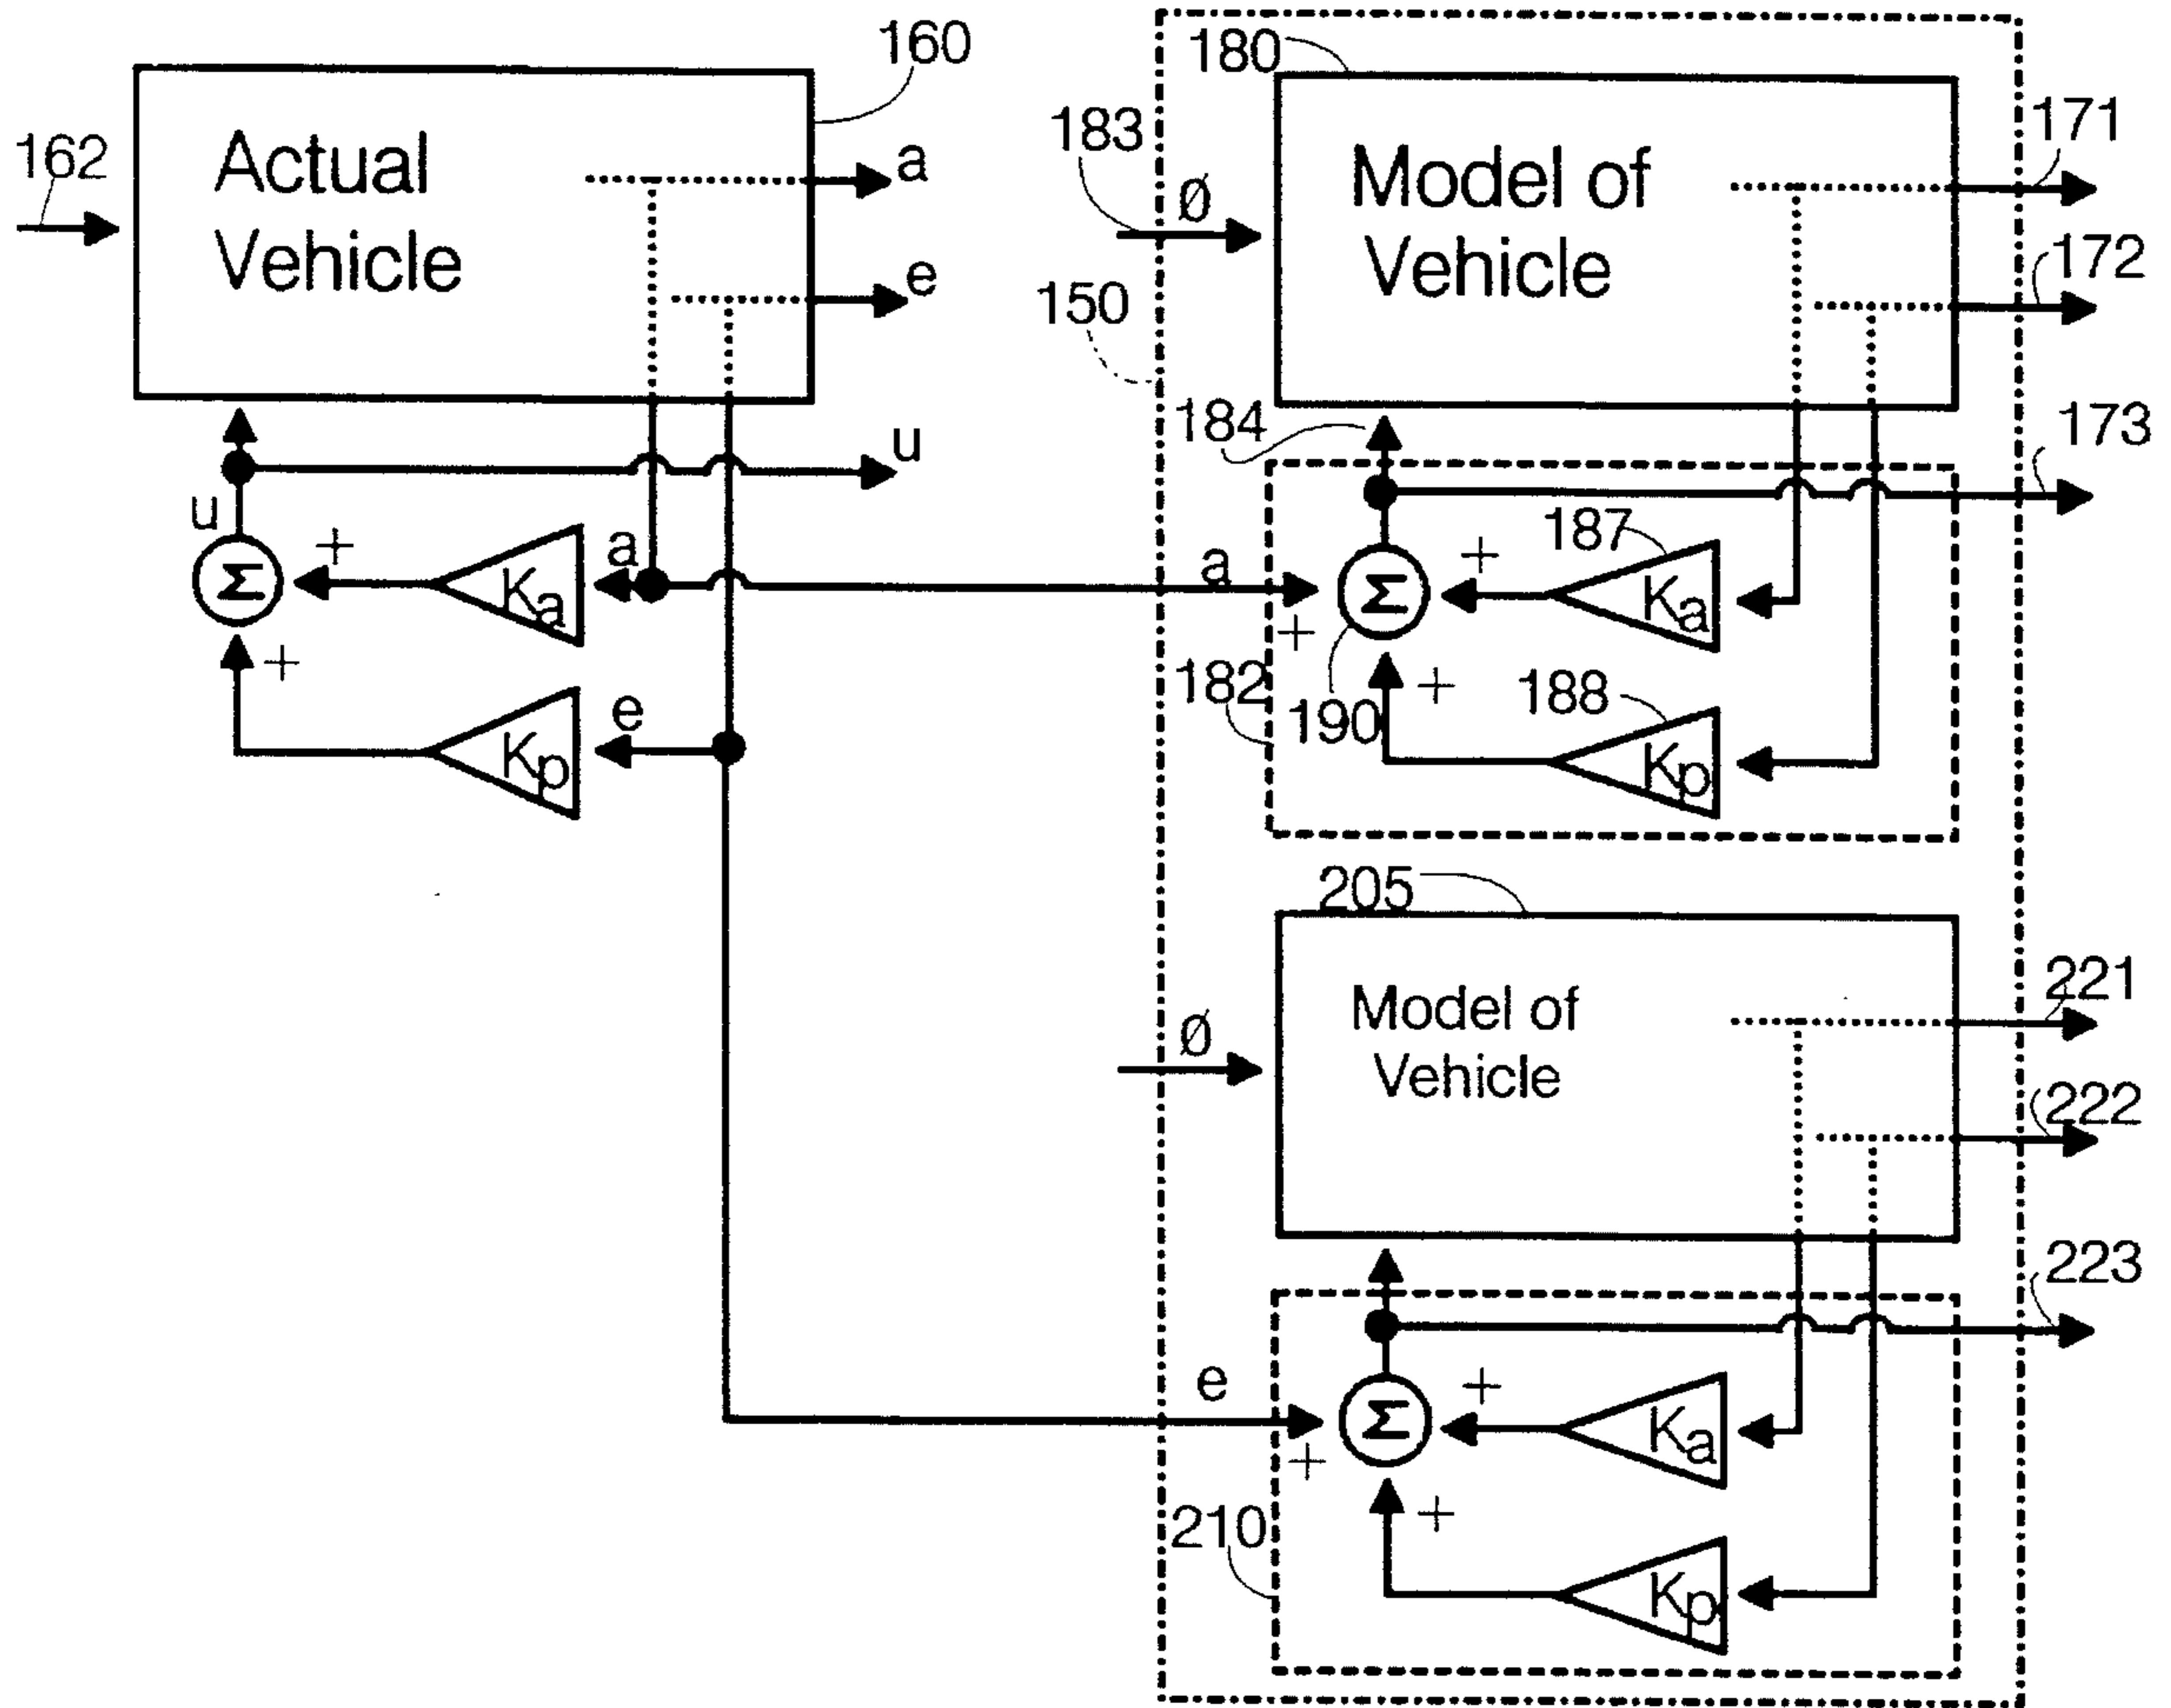 160
162
Actual
Vehicle
a
e
u
u
+
Ka
a
Σ
+
Kp
e
150
180
183
Ø
Model of
Vehicle
171
172
184
173
a
+
Σ
+
187
Ka
182
190
+
188
Kp
205
Ø
Model of
Vehicle
221
222
223
e
+
Σ
+
Ka
210
+
Kp